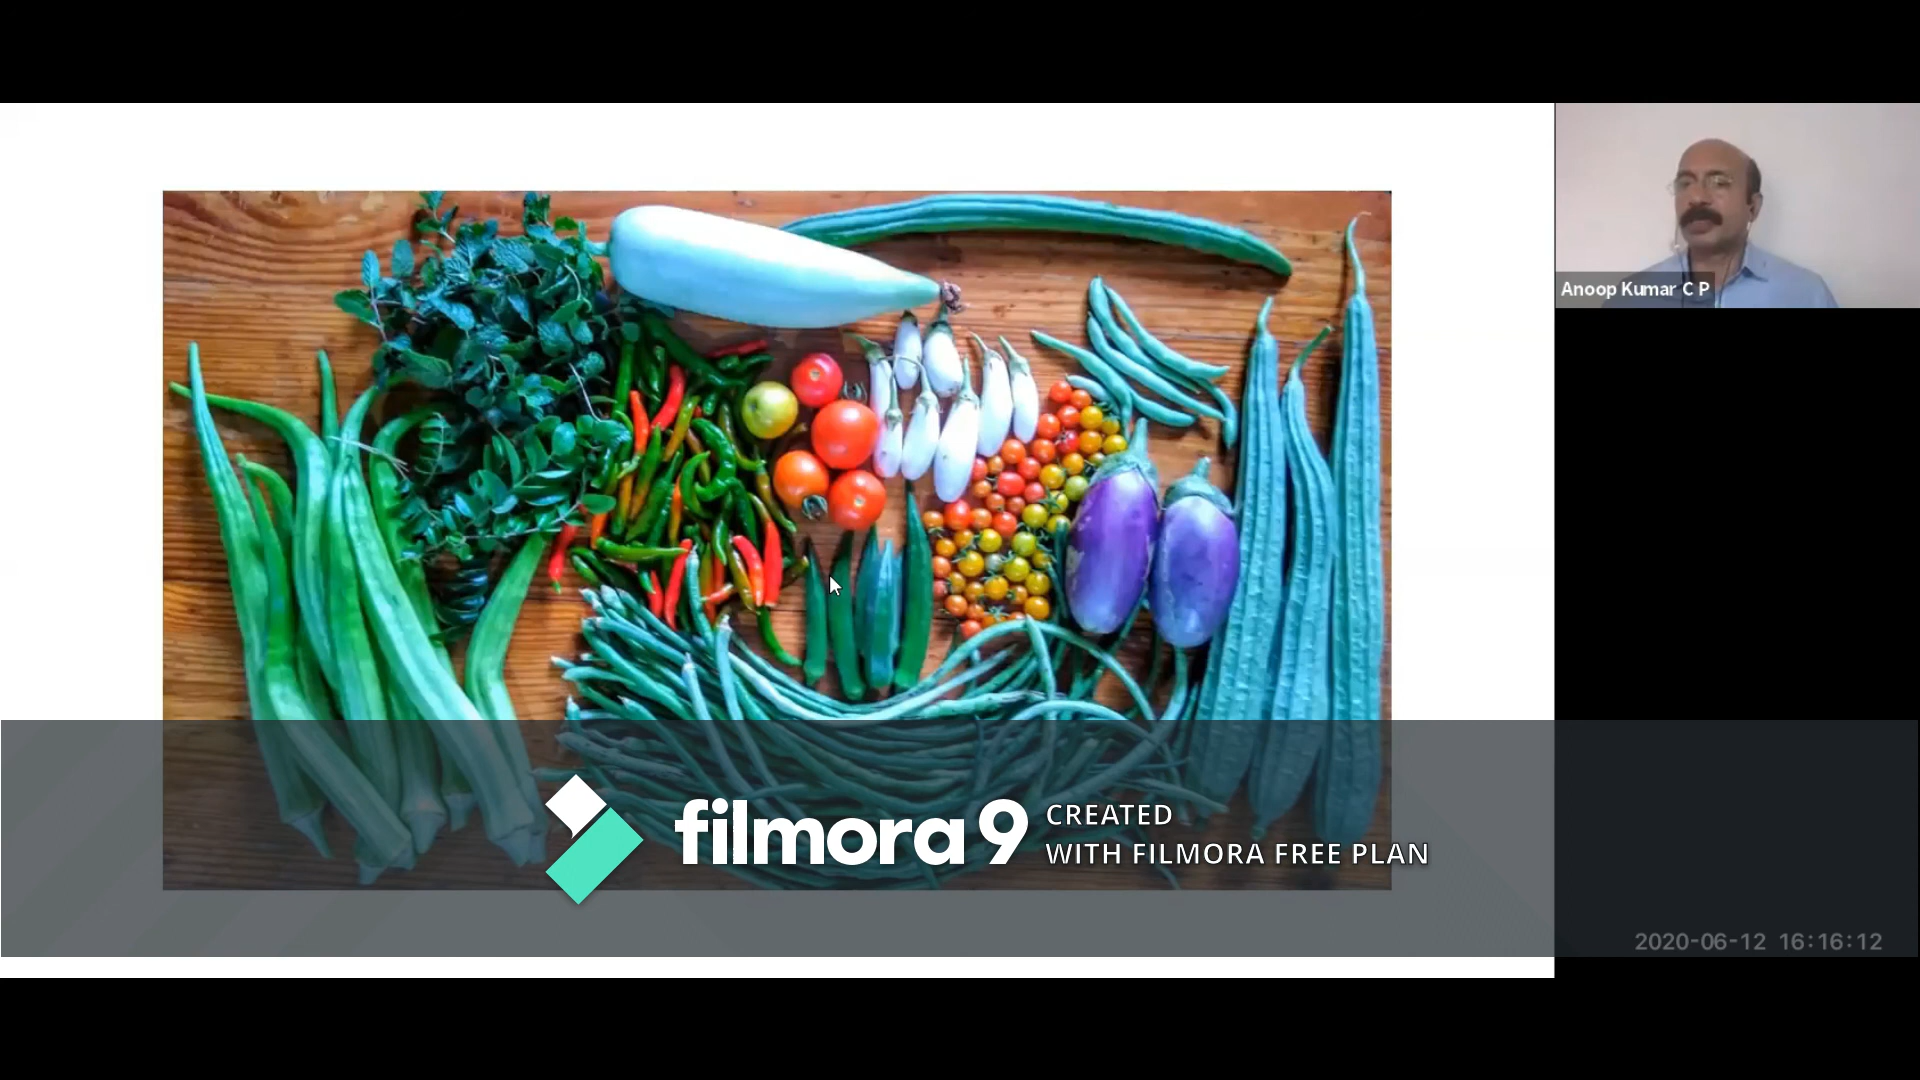 Anoop Kumar C P
filmora9
CREATED
WITH FILMORA FREE PLAN
2020-06-12 16:16:12